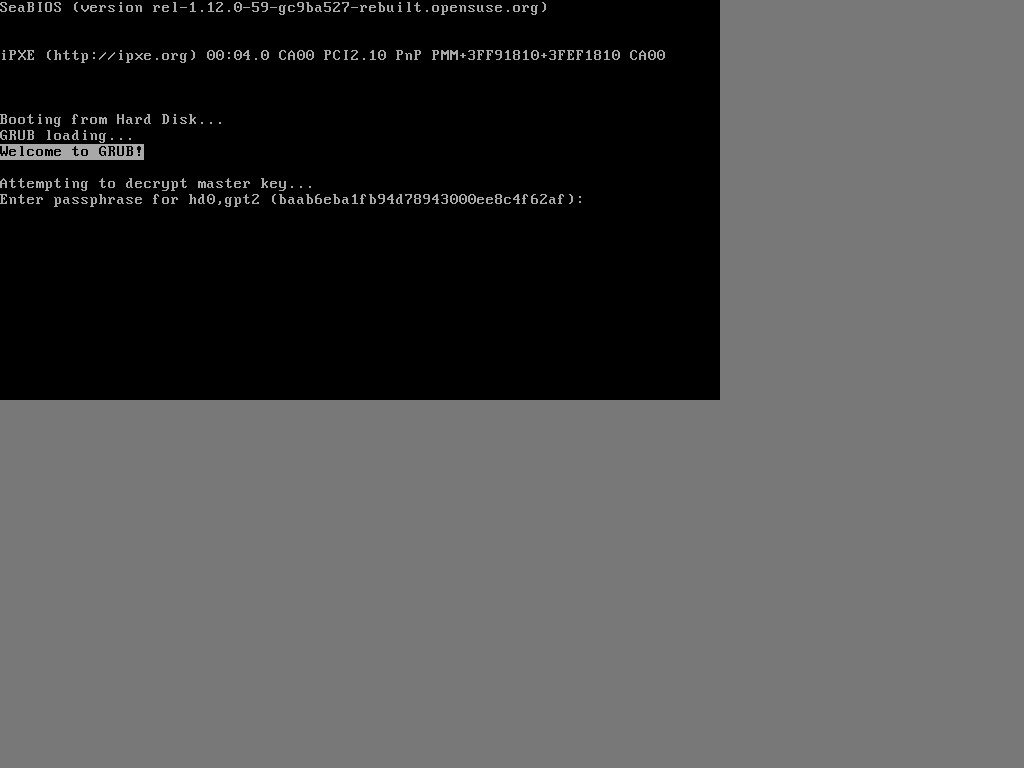 SeaBIOS (version rel-1.12.0-59-gc9ba527-rebuilt.opensuse.org)
iPXE (http://ipxe.org) 00:04.0 CA00 PCI2.10 PnP PMM+3FF91810+3FEF1810 CA00
Booting from Hard Disk...
GRUB loading...
Welcome to GRUB!
Attempting to decrypt master key...
Enter passphrase for hd0,gpt2 (baab6eba1fb94d78943000ee8c4f62af):